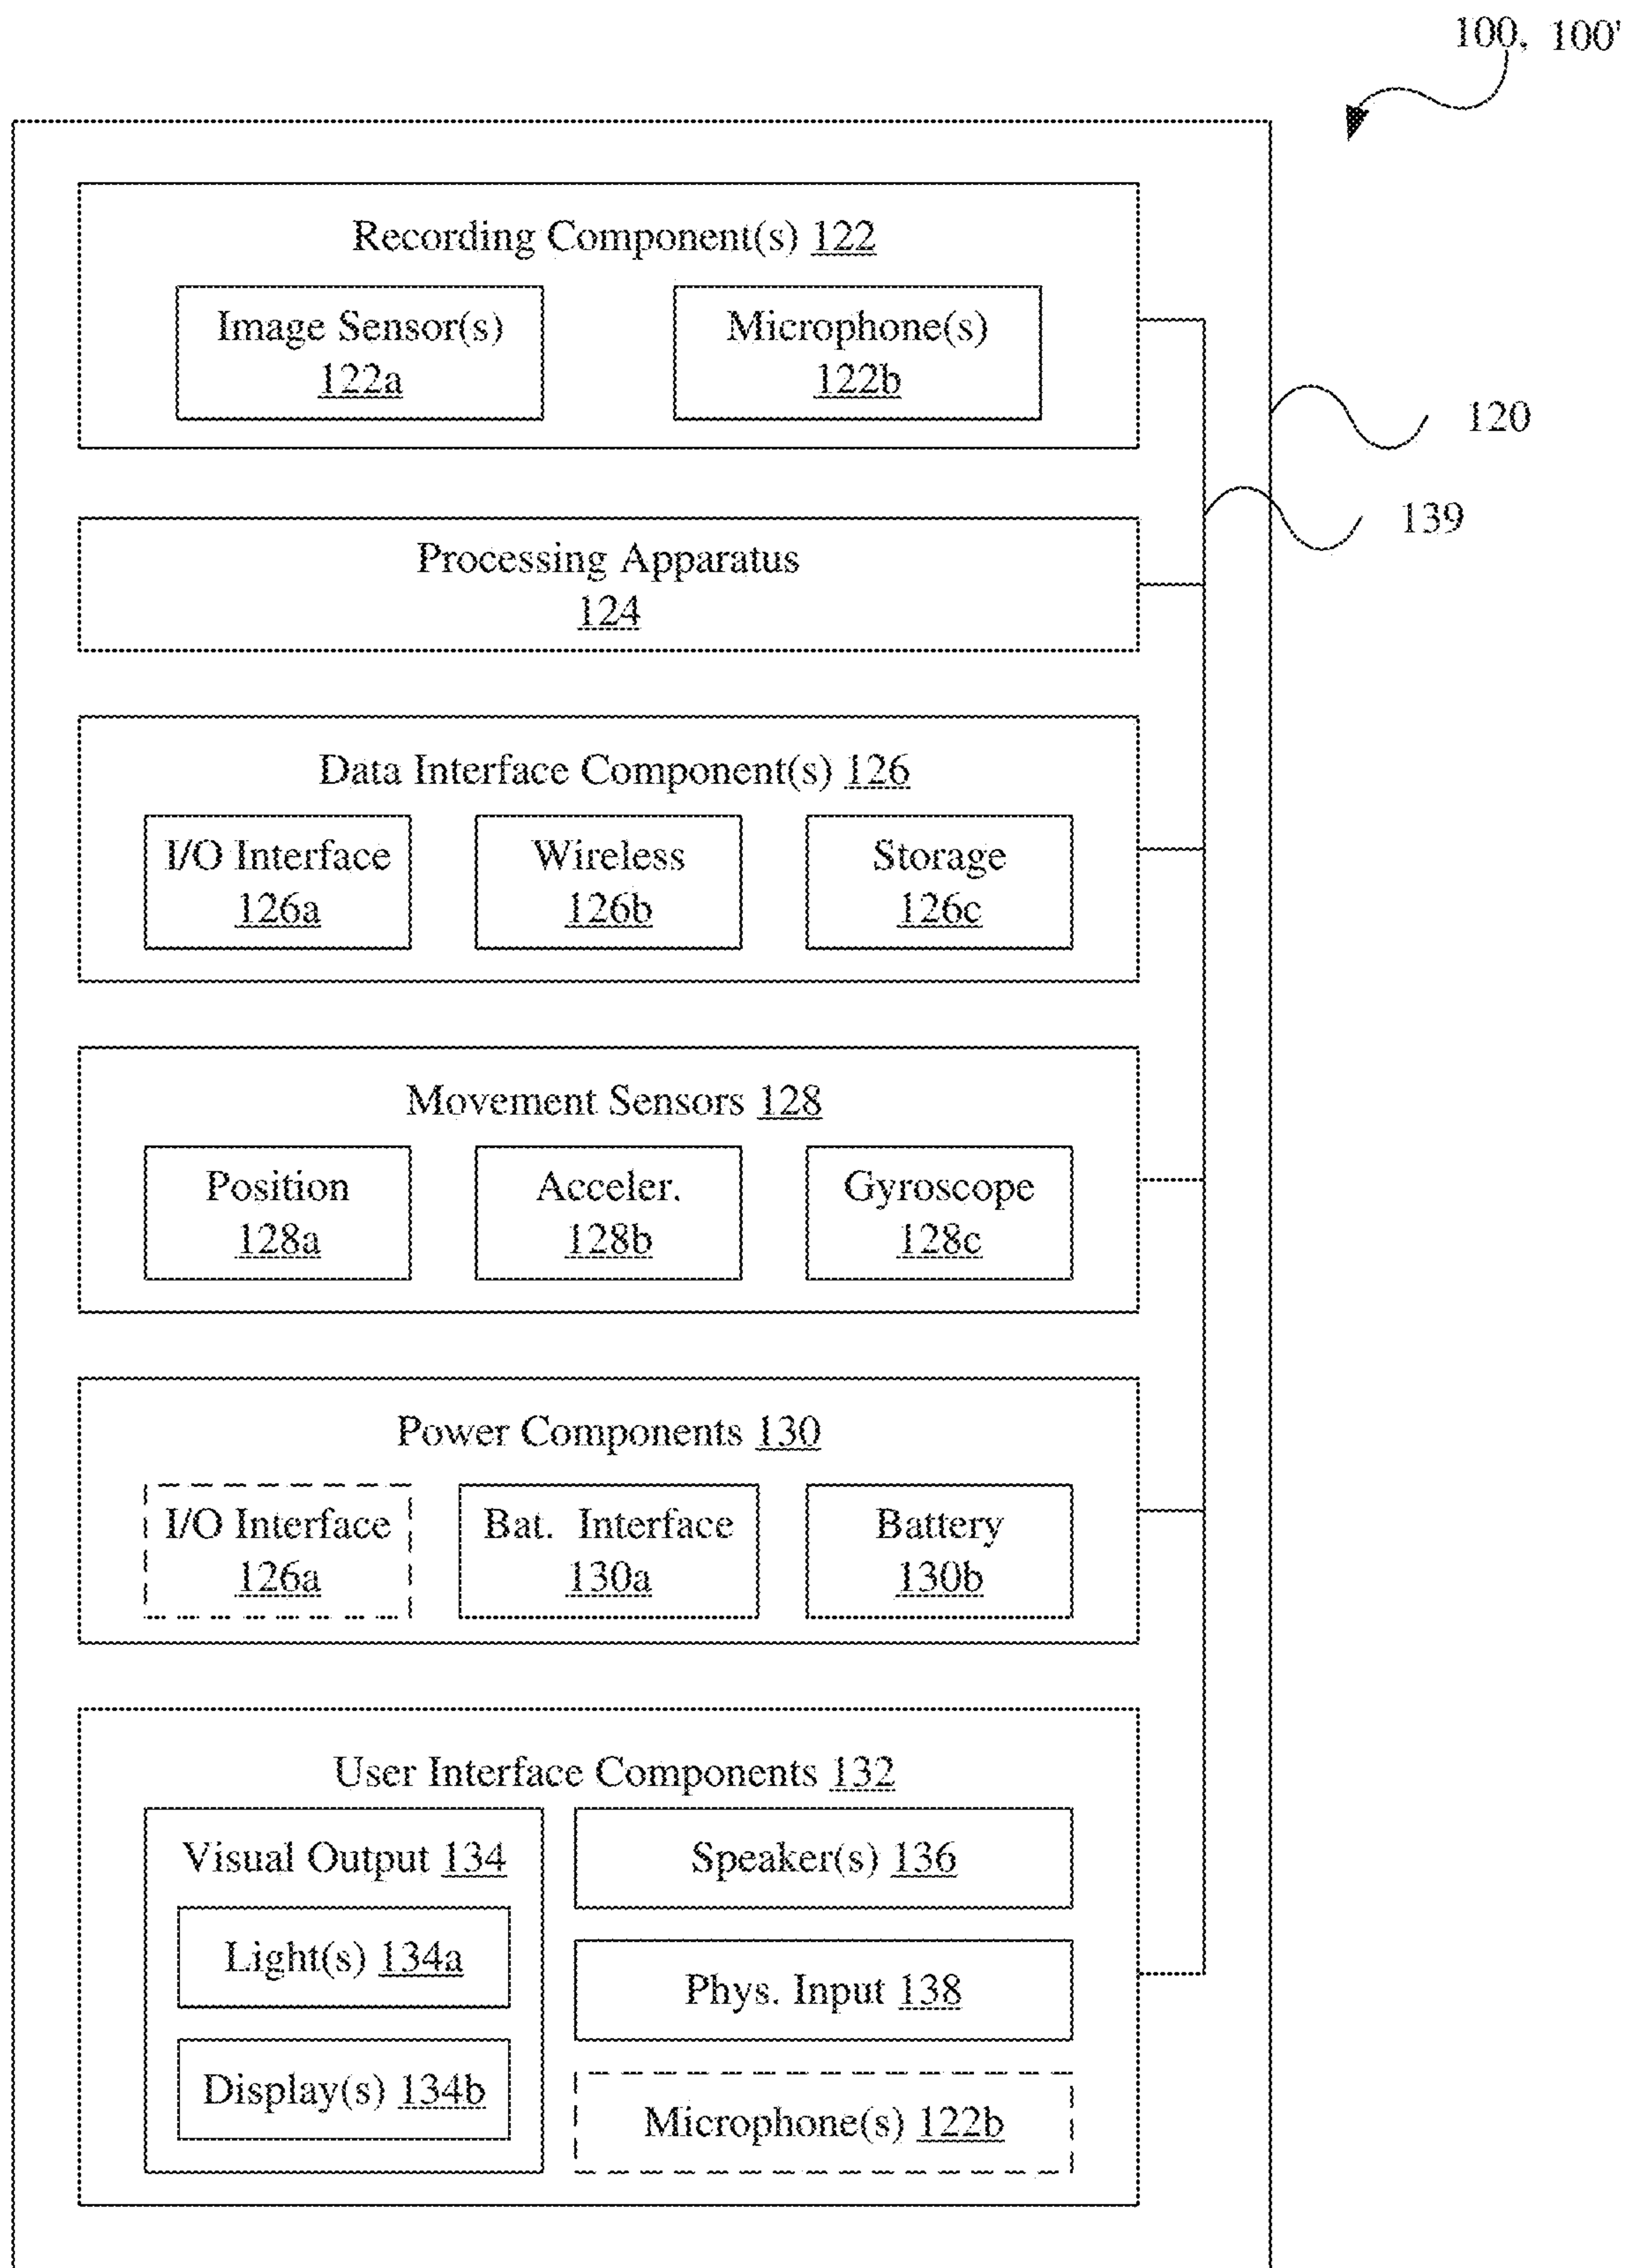 100, 100'
Recording Component(s) 122
Image Sensor(s)
122a
Microphone(s)
122b
120
139
Processing Apparatus
124
Data Interface Component(s) 126
I/O Interface
126a
Wireless
126b
Storage
126c
Movement Sensors 128
Position
128a
Acceler.
128b
Gyroscope
128c
Power Components 130
I/O Interface
126a
Bat. Interface
130a
Battery
130b
User Interface Components 132
Visual Output 134
Light(s) 134a
Display(s) 134b
Speaker(s) 136
Phys. Input 138
Microphone(s) 122b